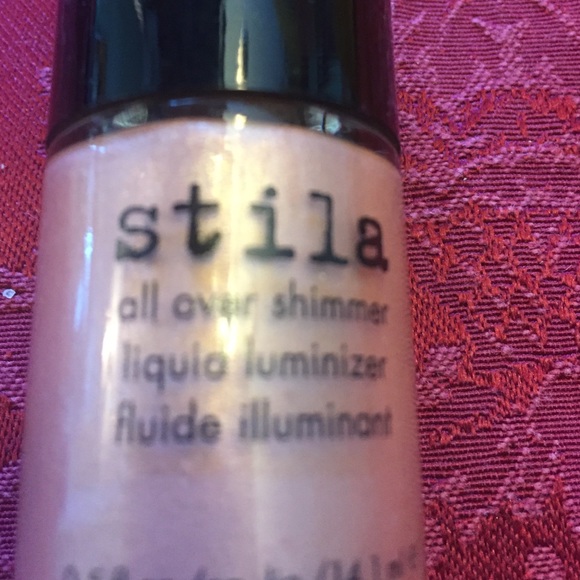 stila
all over shimmer
liquid luminizer
fluide illuminant